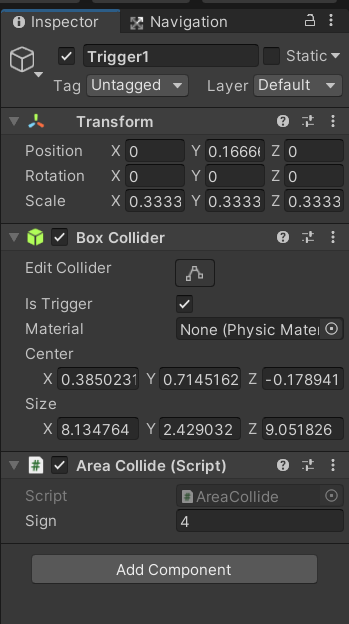 Inspector Navigation
Trigger1 Static
Tag Untagged Layer Default
Transform
Position X 0 Y 0.1666 Z 0
Rotation X 0 Y 0 Z 0
Scale X 0.3333 Y 0.3333 Z 0.3333
Box Collider
Edit Collider
Is Trigger
Material None (Physic Mater
Center
X 0.3850231 Y 0.7145162 Z -0.178941
Size
X 8.134764 Y 2.429032 Z 9.051826
# Area Collide (Script)
Script # AreaCollide
Sign 4
Add Component